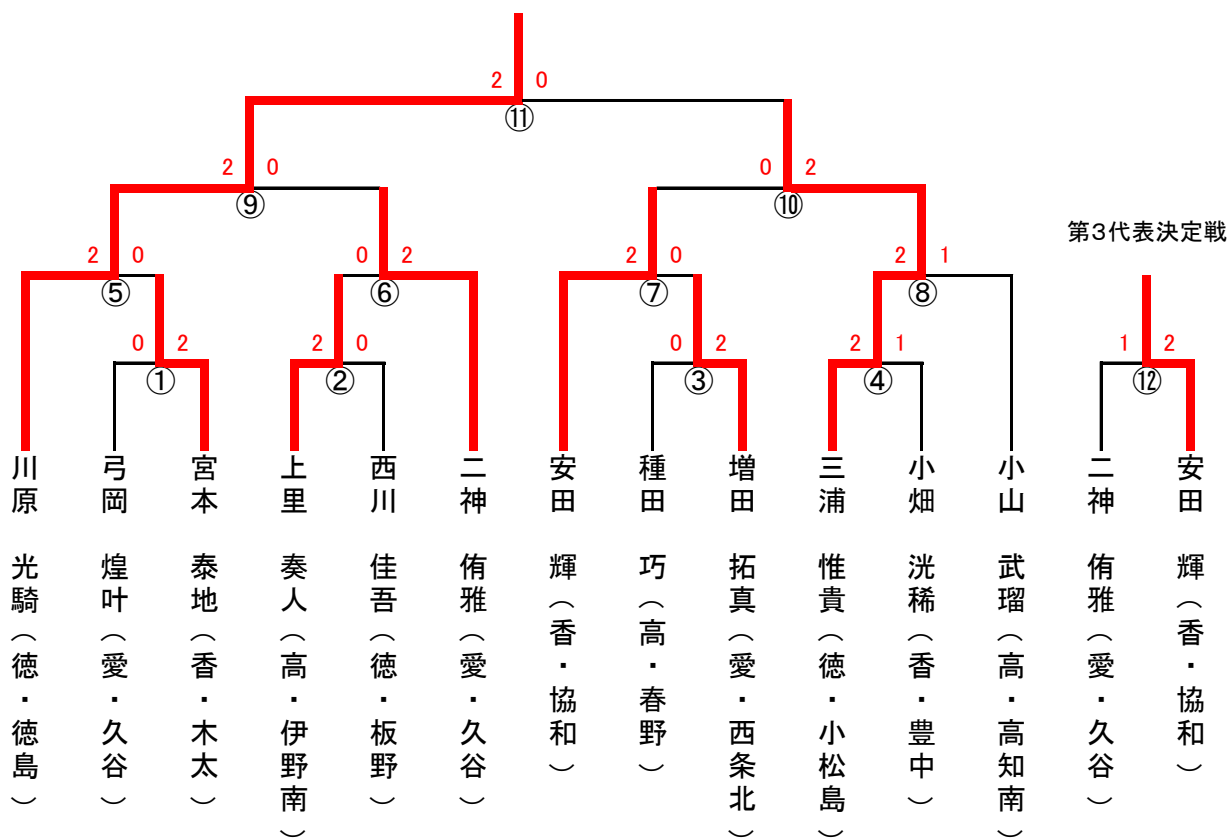 2 0
⑪
2 0
0 2
⑨
⑩
第3代表決定戦
2 0
0 2
2 0
2 1
⑤
⑥
⑦
⑧
0 2
2 0
0 2
2 1
1 2
①
②
③
④
⑫
川原 光騎(徳・徳島)
弓岡 煌叶(愛・久谷)
宮本 泰地(香・木太)
上里 奏人(高・伊野南)
西川 佳吾(徳・板野)
二神 侑雅(愛・久谷)
安田 輝(香・協和)
種田 巧(高・春野)
増田 拓真(愛・西条北)
三浦 惟貴(徳・小松島)
小畑 洸稀(香・豊中)
小山 武瑠(高・高知南)
二神 侑雅(愛・久谷)
安田 輝(香・協和)